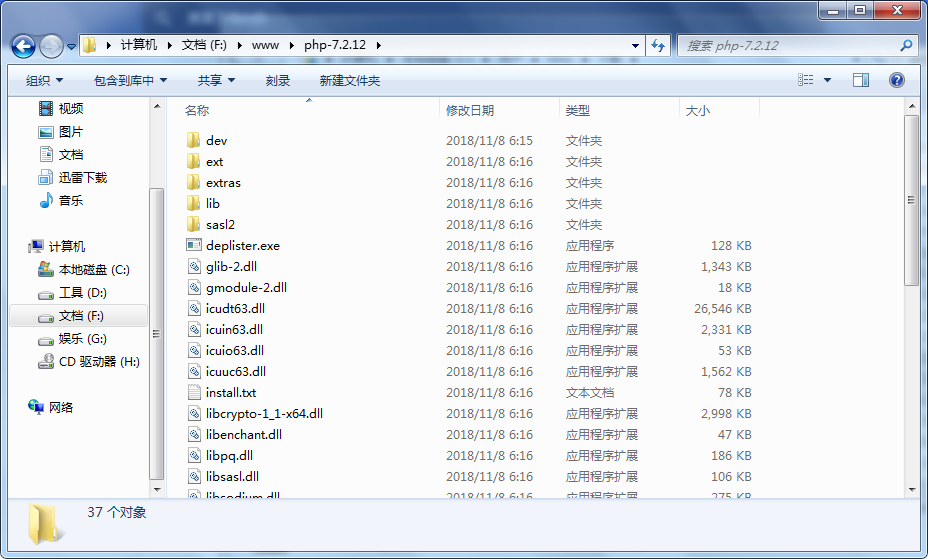 计算机 文档 (F:) www php-7.2.12 搜索 php-7.2.12
组织 包含到库中 共享 刻录 新建文件夹
视频
图片
文档
迅雷下载
音乐
计算机
本地磁盘 (C:)
工具 (D:)
文档 (F:)
娱乐 (G:)
CD 驱动器 (H:)
网络
名称 修改日期 类型 大小
dev 2018/11/8 6:15 文件夹
ext 2018/11/8 6:16 文件夹
extras 2018/11/8 6:16 文件夹
lib 2018/11/8 6:16 文件夹
sasl2 2018/11/8 6:16 文件夹
deplister.exe 2018/11/8 6:16 应用程序 128 KB
glib-2.dll 2018/11/8 6:16 应用程序扩展 1,343 KB
gmodule-2.dll 2018/11/8 6:16 应用程序扩展 18 KB
icudt63.dll 2018/11/8 6:16 应用程序扩展 26,546 KB
icuin63.dll 2018/11/8 6:16 应用程序扩展 2,331 KB
icuio63.dll 2018/11/8 6:16 应用程序扩展 53 KB
icuuc63.dll 2018/11/8 6:16 应用程序扩展 1,562 KB
install.txt 2018/11/8 6:16 文本文档 78 KB
libcrypto-1_1-x64.dll 2018/11/8 6:16 应用程序扩展 2,998 KB
libenchant.dll 2018/11/8 6:16 应用程序扩展 47 KB
libpq.dll 2018/11/8 6:16 应用程序扩展 186 KB
libsasl.dll 2018/11/8 6:16 应用程序扩展 106 KB
libsodium.dll 2018/11/8 6:16 应用程序扩展 275 KB
37 个对象